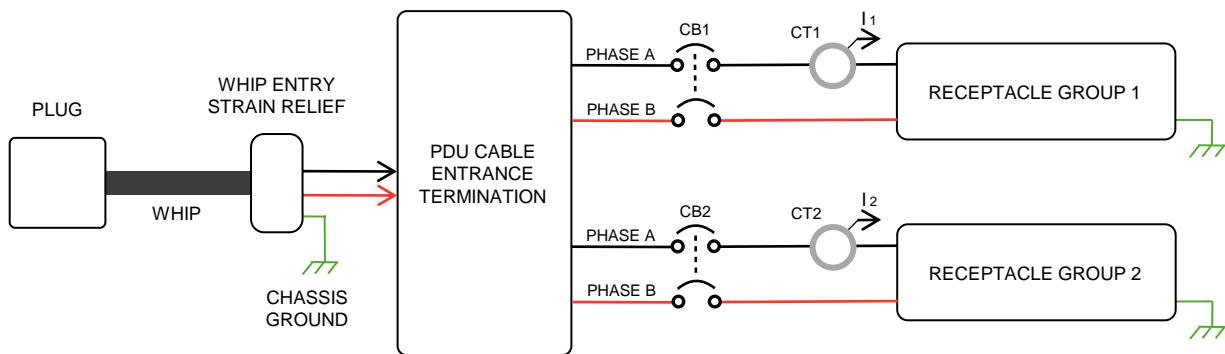 PLUG
WHIP ENTRY
STRAIN RELIEF
WHIP
CHASSIS
GROUND
PDU CABLE
ENTRANCE
TERMINATION
PHASE A
CB1
CT1
I1
PHASE B
RECEPTACLE GROUP 1
PHASE A
CB2
CT2
I2
PHASE B
RECEPTACLE GROUP 2